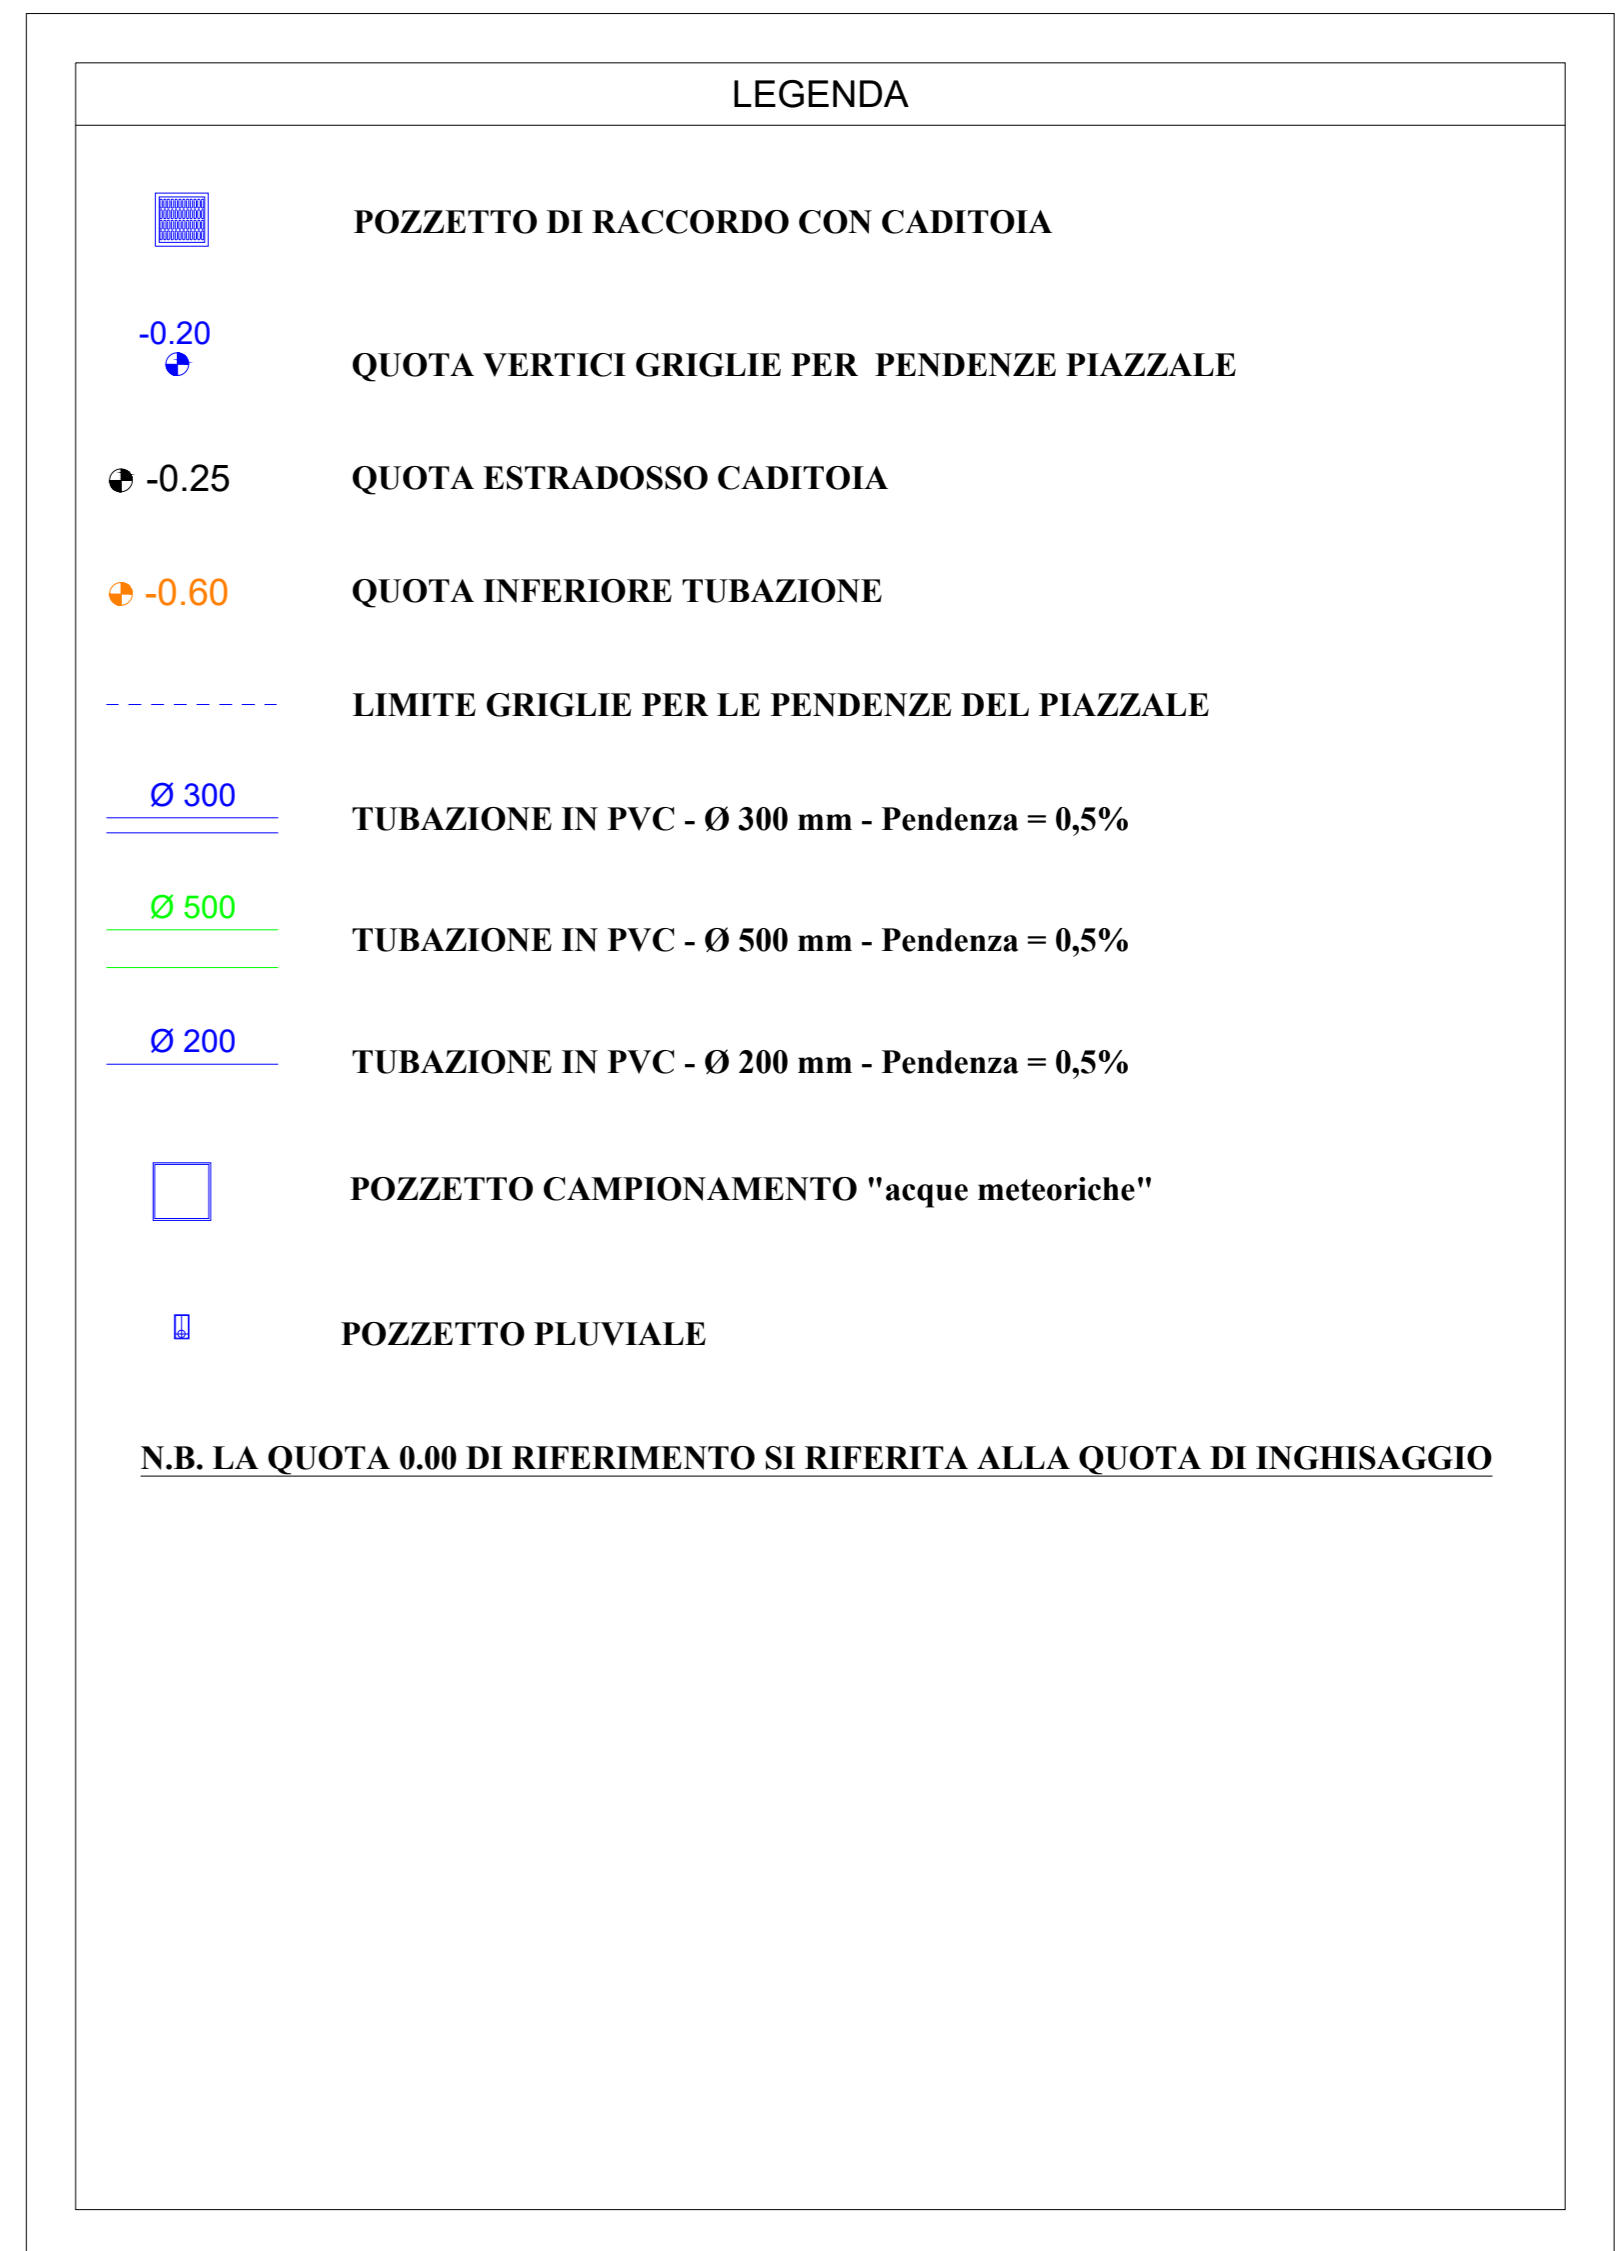 LEGENDA
POZZETTO DI RACCORDO CON CADITOIA
-0.20
QUOTA VERTICI GRIGLIE PER PENDENZE PIAZZALE
-0.25 QUOTA ESTRADOSSO CADITOIA
-0.60 QUOTA INFERIORE TUBAZIONE
LIMITE GRIGLIE PER LE PENDENZE DEL PIAZZALE
Ø 300
TUBAZIONE IN PVC - Ø 300 mm - Pendenza = 0,5%
Ø 500
TUBAZIONE IN PVC - Ø 500 mm - Pendenza = 0,5%
Ø 200
TUBAZIONE IN PVC - Ø 200 mm - Pendenza = 0,5%
POZZETTO CAMPIONAMENTO "acque meteoriche"
POZZETTO PLUVIALE
N.B. LA QUOTA 0.00 DI RIFERIMENTO SI RIFERITA ALLA QUOTA DI INGHISAGGIO